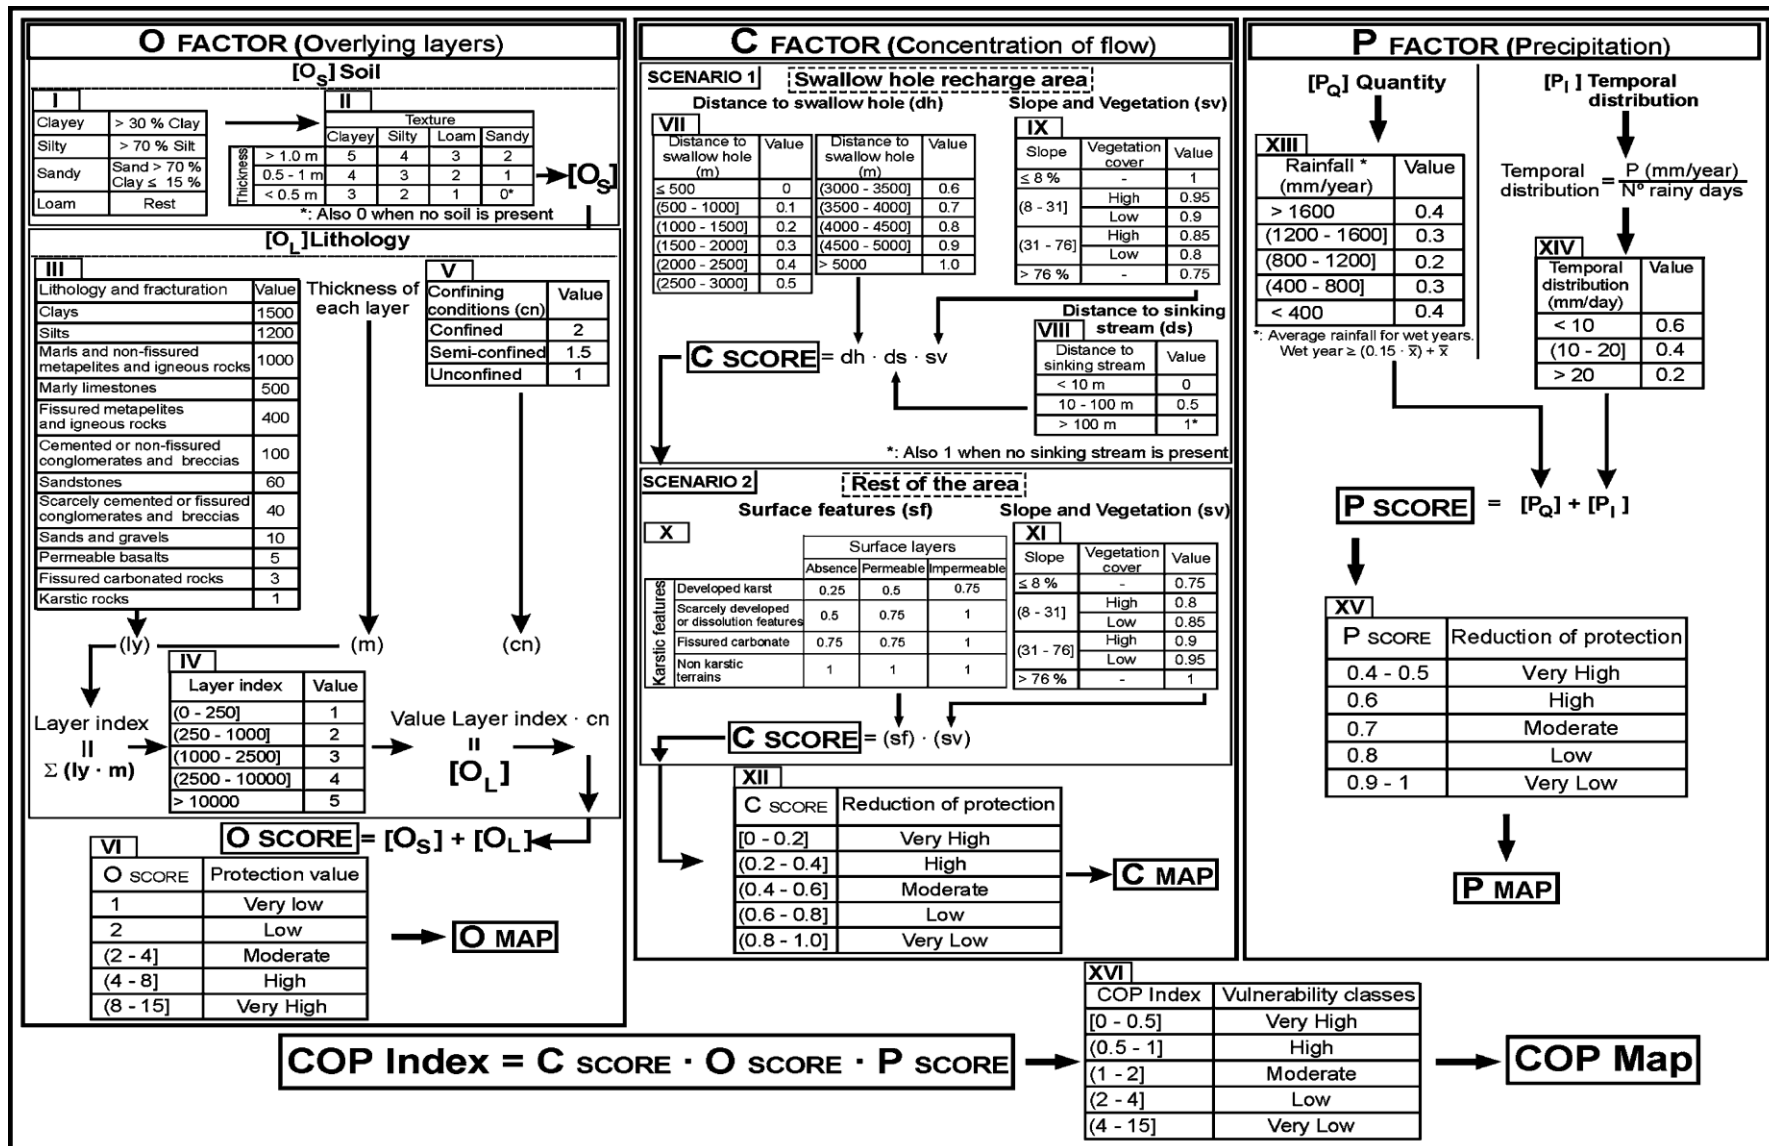 O FACTOR (Overlying layers)
[OS] Soil
I
Clayey > 30 % Clay
Silty > 70 % Silt
Sandy Sand > 70 %
Clay ≤ 15 %
Loam Rest
II
Texture
Clayey Silty Loam Sandy
Thickness
> 1.0 m 5 4 3 2
0.5 - 1 m 4 3 2 1
< 0.5 m 3 2 1 0*
[OS]
*: Also 0 when no soil is present
[OL] Lithology
III
Lithology and fracturation Value
Clays 1500
Silts 1200
Marls and non-fissured
metapelites and igneous rocks 1000
Marly limestones 500
Fissured metapelites
and igneous rocks 400
Cemented or non-fissured
conglomerates and breccias 100
Sandstones 60
Scarcely cemented or fissured
conglomerates and breccias 40
Sands and gravels 10
Permeable basalts 5
Fissured carbonated rocks 3
Karstic rocks 1
Thickness of
each layer
V
Confining
conditions (cn) Value
Confined 2
Semi-confined 1.5
Unconfined 1
(ly) (m) (cn)
IV
Layer index Value
(0 - 250] 1
(250 - 1000] 2
(1000 - 2500] 3
(2500 - 10000] 4
> 10000 5
Layer index
=
Σ (ly · m)
Value Layer index · cn
=
[OL]
O SCORE = [OS] + [OL]
VI
O SCORE Protection value
1 Very low
2 Low
(2 - 4] Moderate
(4 - 8] High
(8 - 15] Very High
O MAP
C FACTOR (Concentration of flow)
SCENARIO 1 Swallow hole recharge area
Distance to swallow hole (dh)
VII
Distance to
swallow hole
(m) Value
≤ 500 0
(500 - 1000] 0.1
(1000 - 1500] 0.2
(1500 - 2000] 0.3
(2000 - 2500] 0.4
(2500 - 3000] 0.5
Distance to
swallow hole
(m) Value
(3000 - 3500] 0.6
(3500 - 4000] 0.7
(4000 - 4500] 0.8
(4500 - 5000] 0.9
> 5000 1.0
Slope and Vegetation (sv)
IX
Slope Vegetation
cover Value
≤ 8 % - 1
(8 - 31] High 0.95
Low 0.9
(31 - 76] High 0.85
Low 0.8
> 76 % - 0.75
Distance to sinking
stream (ds)
VIII
Distance to
sinking stream Value
< 10 m 0
10 - 100 m 0.5
> 100 m 1*
C SCORE = dh · ds · sv
*: Also 1 when no sinking stream is present
SCENARIO 2 Rest of the area
Surface features (sf)
X
Surface layers
Absence Permeable Impermeable
Karstic features
Developed karst 0.25 0.5 0.75
Scarcely developed
or dissolution features 0.5 0.75 1
Fissured carbonate 0.75 0.75 1
Non karstic
terrains 1 1 1
Slope and Vegetation (sv)
XI
Slope Vegetation
cover Value
≤ 8 % - 0.75
(8 - 31] High 0.8
Low 0.85
(31 - 76] High 0.9
Low 0.95
> 76 % - 1
C SCORE = (sf) · (sv)
XII
C SCORE Reduction of protection
[0 - 0.2] Very High
(0.2 - 0.4] High
(0.4 - 0.6] Moderate
(0.6 - 0.8] Low
(0.8 - 1.0] Very Low
C MAP
P FACTOR (Precipitation)
[PQ] Quantity
XIII
Rainfall *
(mm/year) Value
> 1600 0.4
(1200 - 1600] 0.3
(800 - 1200] 0.2
(400 - 800] 0.3
< 400 0.4
*: Average rainfall for wet years.
Wet year ≥ (0.15 · x̄) + x̄
[PI] Temporal
distribution
Temporal
distribution = P (mm/year)
Nº rainy days
XIV
Temporal
distribution
(mm/day) Value
< 10 0.6
(10 - 20] 0.4
> 20 0.2
P SCORE = [PQ] + [PI]
XV
P SCORE Reduction of protection
0.4 - 0.5 Very High
0.6 High
0.7 Moderate
0.8 Low
0.9 - 1 Very Low
P MAP
COP Index = C SCORE · O SCORE · P SCORE
XVI
COP Index Vulnerability classes
[0 - 0.5] Very High
(0.5 - 1] High
(1 - 2] Moderate
(2 - 4] Low
(4 - 15] Very Low
COP Map